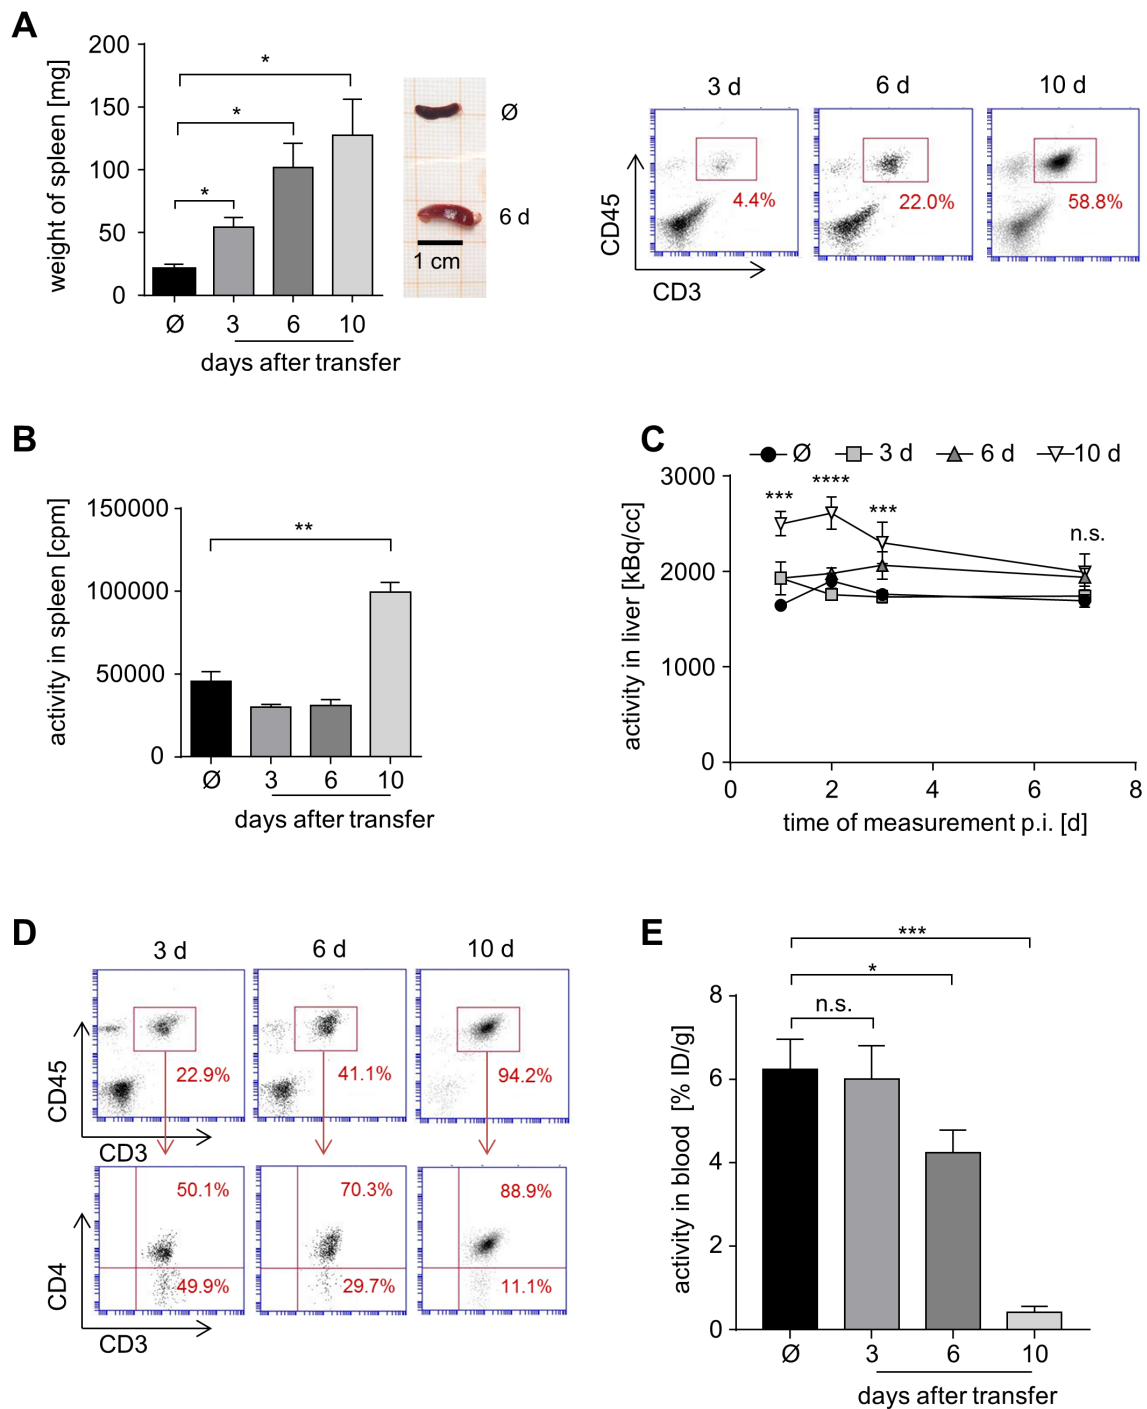 A
200
150
100
50
0
weight of spleen [mg]
*
*
*
Ø
3
6
10
days after transfer
Ø
6 d
1 cm
3 d
6 d
10 d
4.4%
22.0%
58.8%
CD45
CD3
B
150000
100000
50000
0
activity in spleen [cpm]
**
Ø
3
6
10
days after transfer
C
Ø
3 d
6 d
10 d
3000
2000
1000
0
activity in liver [kBq/cc]
***
****
***
n.s.
0
2
4
6
8
time of measurement p.i. [d]
D
3 d
6 d
10 d
22.9%
41.1%
94.2%
CD45
CD3
50.1%
70.3%
88.9%
49.9%
29.7%
11.1%
CD4
CD3
E
***
*
n.s.
8
6
4
2
0
activity in blood [% ID/g]
Ø
3
6
10
days after transfer